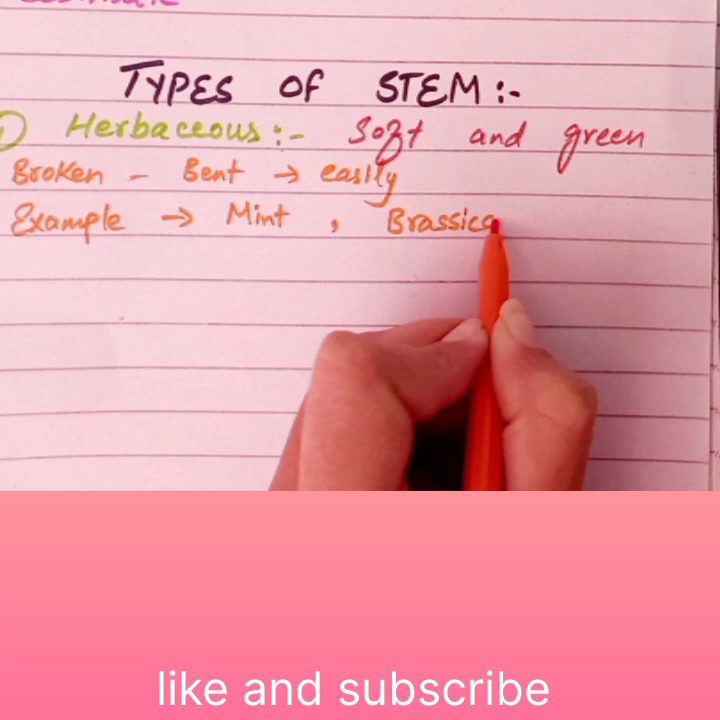 TYPES OF STEM :-
1) Herbaceous :- Soft and green
Broken - Bent → easily
Example → Mint , Brassica
like and subscribe